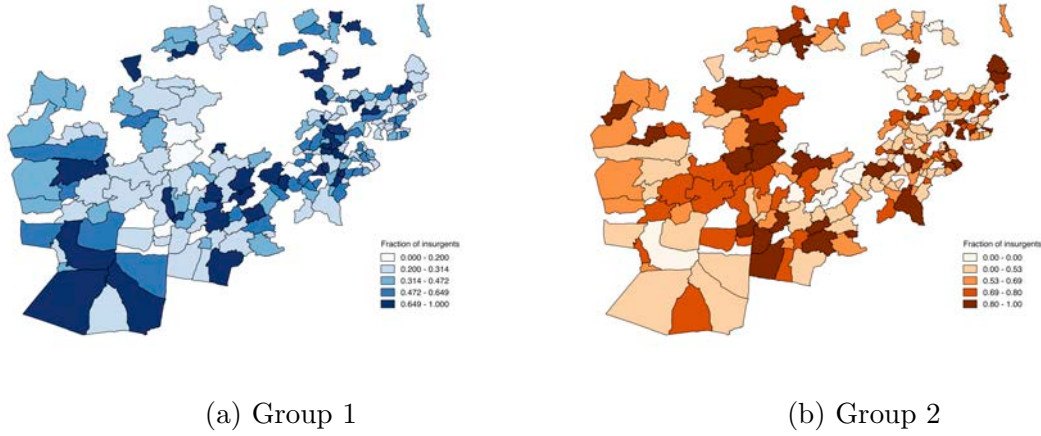 Fraction of insurgents
0.000 - 0.200
0.200 - 0.314
0.314 - 0.472
0.472 - 0.649
0.649 - 1.000
Fraction of insurgents
0.00 - 0.00
0.00 - 0.53
0.53 - 0.69
0.69 - 0.80
0.80 - 1.00
(a) Group 1
(b) Group 2